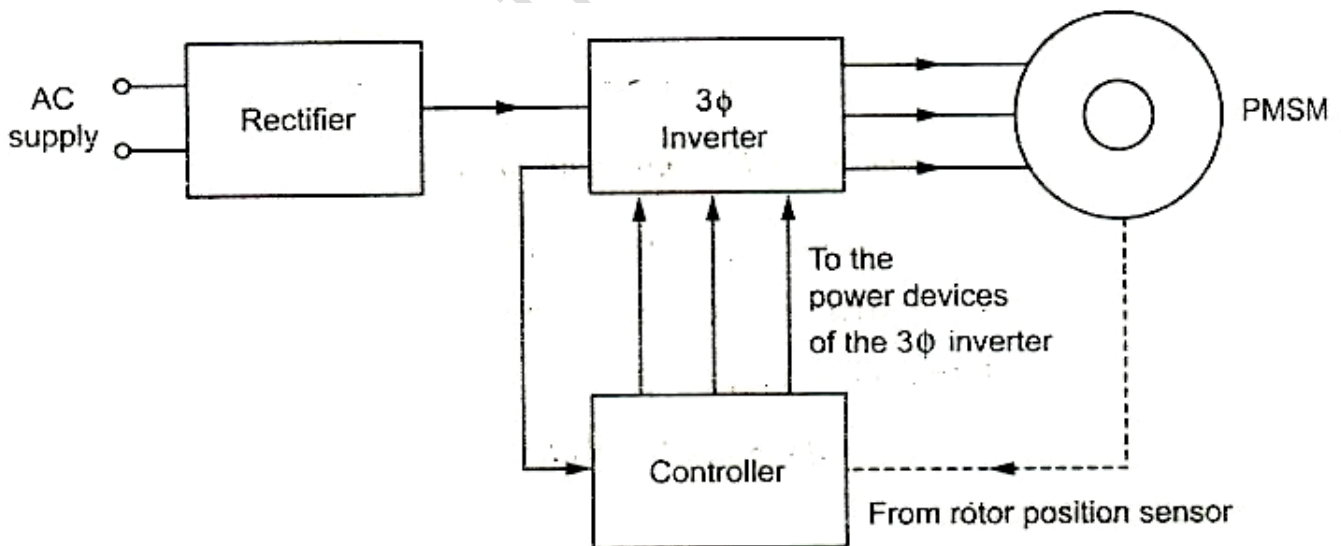 AC
supply
Rectifier
3ϕ
Inverter
PMSM
To the
power devices
of the 3ϕ inverter
Controller
From rotor position sensor